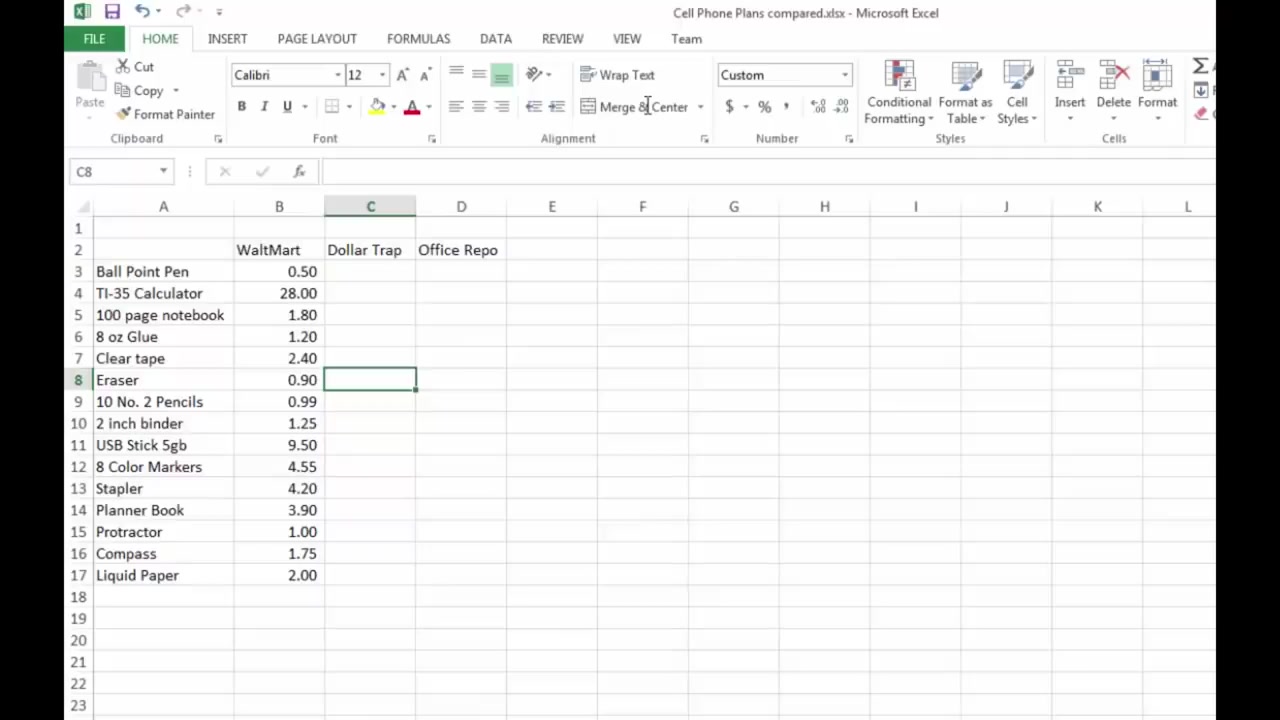 Cell Phone Plans compared.xlsx - Microsoft Excel
FILE HOME INSERT PAGE LAYOUT FORMULAS DATA REVIEW VIEW Team
Paste
Cut
Copy
Format Painter
Clipboard
Calibri 12
B I U
Font
Wrap Text
Merge & Center
Alignment
Custom
$ % ,
Number
Conditional Formatting
Format as Table
Cell Styles
Styles
Insert
Delete
Format
Cells
C8
fx
A B C D E F G H I J K L
1
2 WaltMart Dollar Trap Office Repo
3 Ball Point Pen 0.50
4 TI-35 Calculator 28.00
5 100 page notebook 1.80
6 8 oz Glue 1.20
7 Clear tape 2.40
8 Eraser 0.90
9 10 No. 2 Pencils 0.99
10 2 inch binder 1.25
11 USB Stick 5gb 9.50
12 8 Color Markers 4.55
13 Stapler 4.20
14 Planner Book 3.90
15 Protractor 1.00
16 Compass 1.75
17 Liquid Paper 2.00
18
19
20
21
22
23